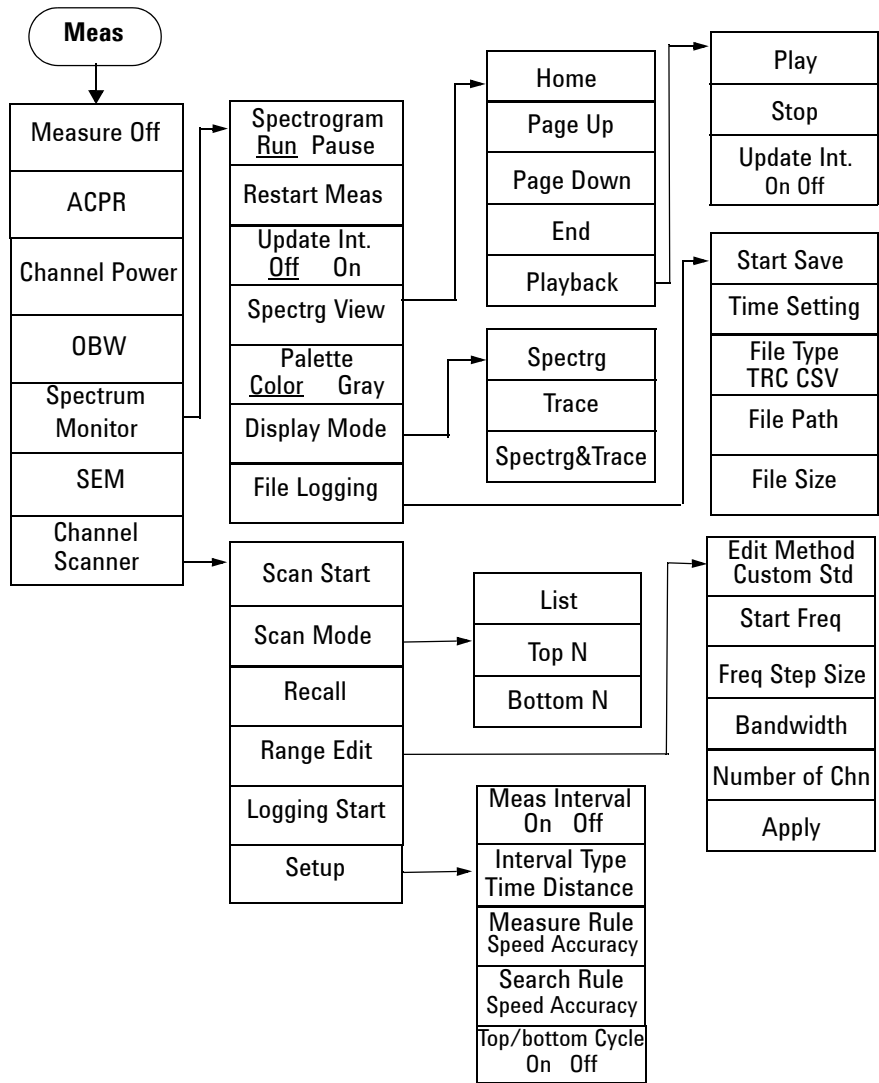 Meas
Measure Off
ACPR
Channel Power
OBW
Spectrum
Monitor
SEM
Channel
Scanner
Spectrogram
Run Pause
Restart Meas
Update Int.
Off On
Spectrg View
Palette
Color Gray
Display Mode
File Logging
Home
Page Up
Page Down
End
Playback
Play
Stop
Update Int.
On Off
Spectrg
Trace
Spectrg&Trace
Start Save
Time Setting
File Type
TRC CSV
File Path
File Size
Scan Start
Scan Mode
Recall
Range Edit
Logging Start
Setup
List
Top N
Bottom N
Edit Method
Custom Std
Start Freq
Freq Step Size
Bandwidth
Number of Chn
Apply
Meas Interval
On Off
Interval Type
Time Distance
Measure Rule
Speed Accuracy
Search Rule
Speed Accuracy
Top/bottom Cycle
On Off